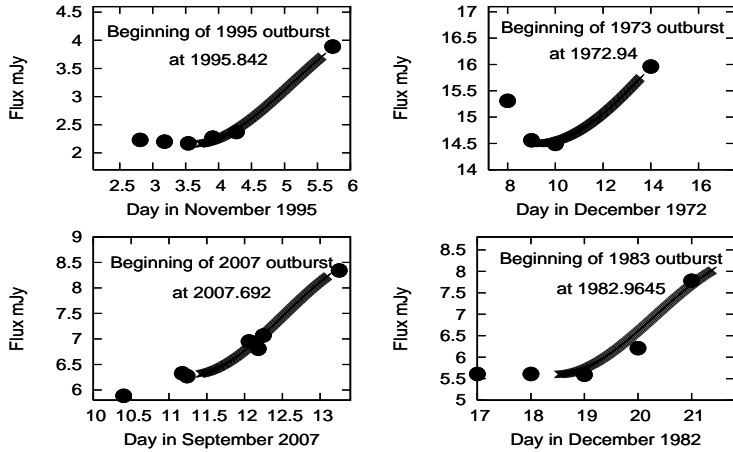 4.5
4
3.5
3
2.5
2
Flux mJy
Beginning of 1995 outburst
at 1995.842
2.5 3 3.5 4 4.5 5 5.5 6
Day in November 1995
17
16.5
16
15.5
15
14.5
14
Flux mJy
Beginning of 1973 outburst
at 1972.94
8 10 12 14 16
Day in December 1972
9
8.5
8
7.5
7
6.5
6
Flux mJy
Beginning of 2007 outburst
at 2007.692
10 10.5 11 11.5 12 12.5 13
Day in September 2007
8.5
8
7.5
7
6.5
6
5.5
5
Flux mJy
Beginning of 1983 outburst
at 1982.9645
17 18 19 20 21
Day in December 1982